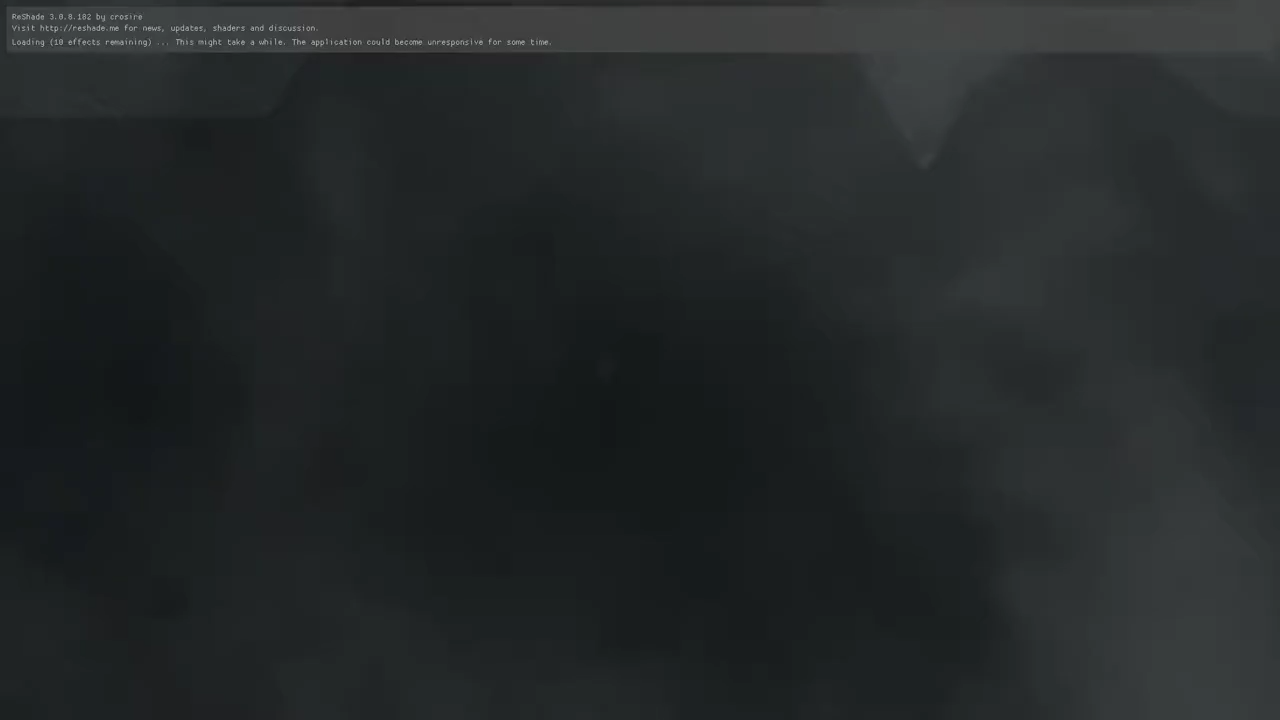 ReShade 3.0.8.182 by crosire
Visit http://reshade.me for news, updates, shaders and discussion.
Loading (10 effects remaining) ... This might take a while. The application could become unresponsive for some time.